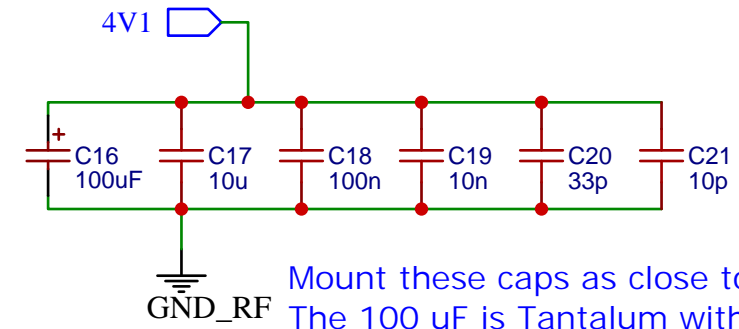 4V1
+
C16
100uF
C17
10u
C18
100n
C19
10n
C20
33p
C21
10p
GND_RF
Mount these caps as close to
The 100 uF is Tantalum with